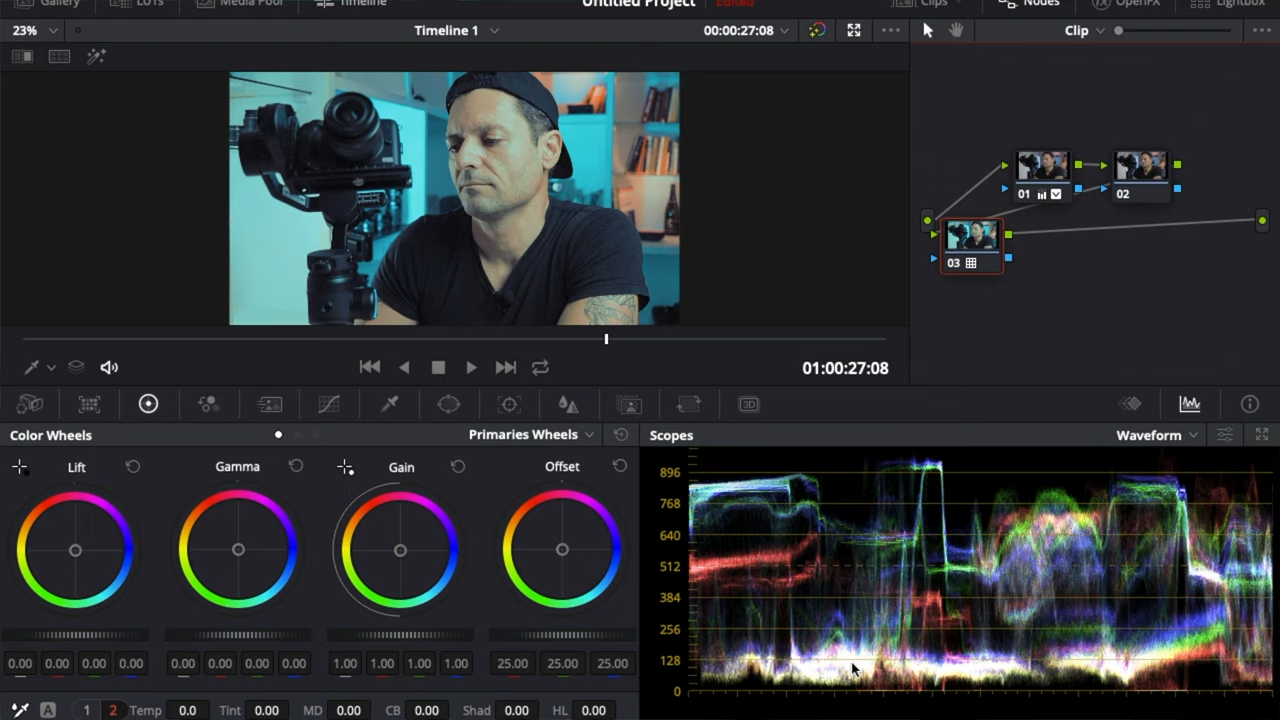 Gallery LUTs Media Pool Timeline Untitled Project Edited Clips Nodes OpenFX Lightbox
23% Timeline 1 00:00:27:08 Clip
01 02
03
01:00:27:08
Color Wheels Primaries Wheels Scopes Waveform
Lift Gamma Gain Offset
896
768
640
512
384
256
128
0
0.00 0.00 0.00 0.00 0.00 0.00 0.00 0.00 1.00 1.00 1.00 1.00 25.00 25.00 25.00
A 1 2 Temp 0.0 Tint 0.00 MD 0.00 CB 0.00 Shad 0.00 HL 0.00
3D